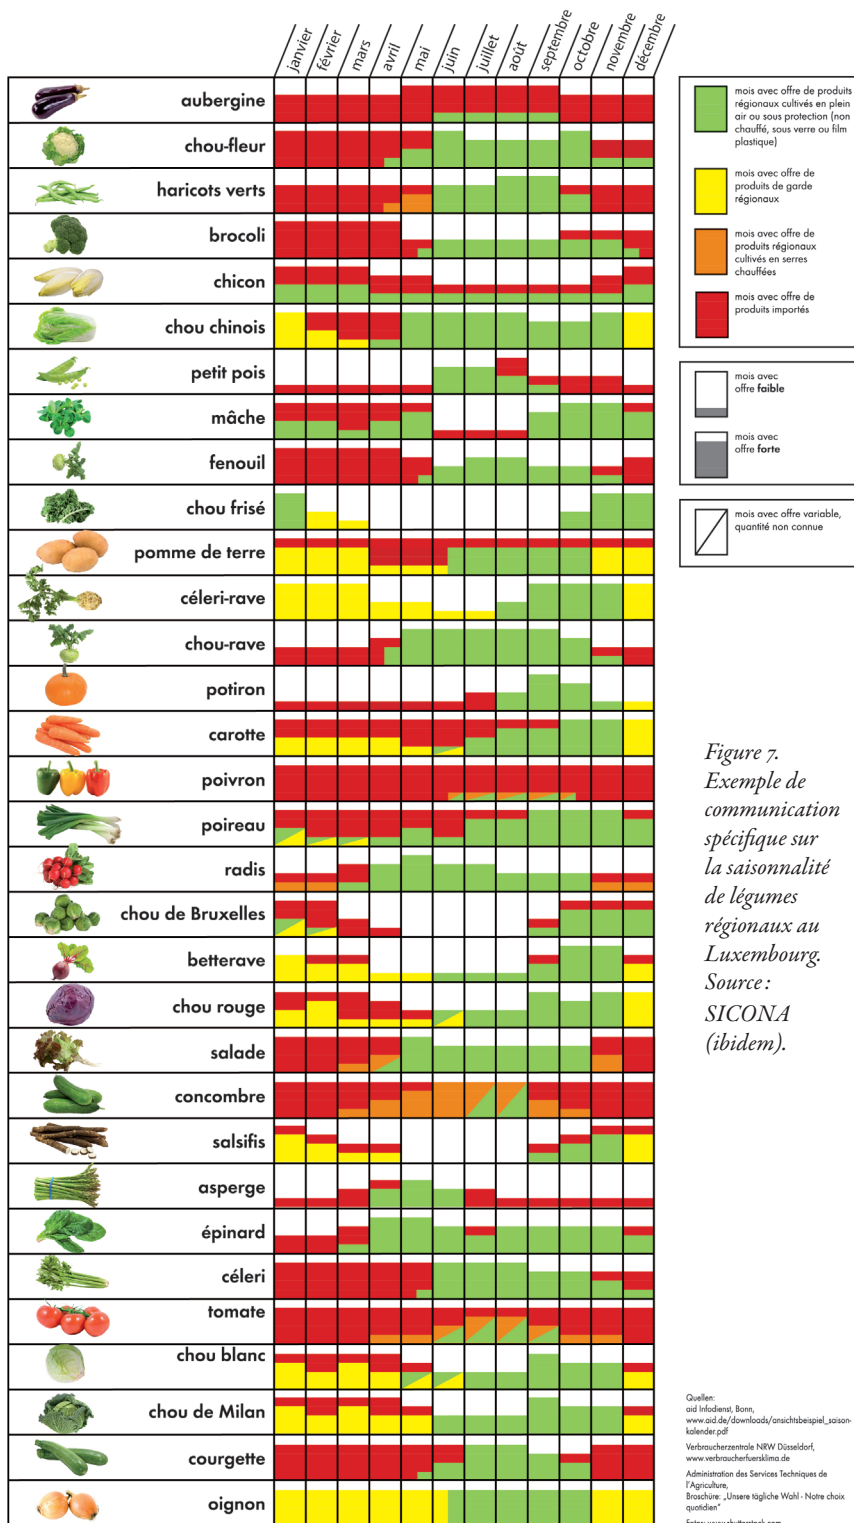 janvier
février
mars
avril
mai
juin
juillet
août
septembre
octobre
novembre
décembre
aubergine
chou-fleur
haricots verts
brocoli
chicon
chou chinois
petit pois
mâche
fenouil
chou frisé
pomme de terre
céleri-rave
chou-rave
potiron
carotte
poivron
poireau
radis
chou de Bruxelles
betterave
chou rouge
salade
concombre
salsifis
asperge
épinard
céleri
tomate
chou blanc
chou de Milan
courgette
oignon
mois avec offre de produits
régionaux cultivés en plein
air ou sous protection (non
chauffé, sous verre ou film
plastique)
mois avec offre de
produits de garde
régionaux
mois avec offre de
produits régionaux
cultivés en serres
chauffées
mois avec offre de
produits importés
mois avec
offre faible
mois avec
offre forte
mois avec offre variable,
quantité non connue
Figure 7.
Exemple de
communication
spécifique sur
la saisonnalité
de légumes
régionaux au
Luxembourg.
Source :
SICONA
(ibidem).
Quellen:
aid Infodienst, Bonn,
www.aid.de/downloads/ansichtsbeispiel_saison-
kalender.pdf
Verbraucherzentrale NRW Düsseldorf,
www.verbraucherfuersklima.de
Administration des Services Techniques de
l'Agriculture,
Broschüre: „Unsere tägliche Wahl - Notre choix
quotidien"